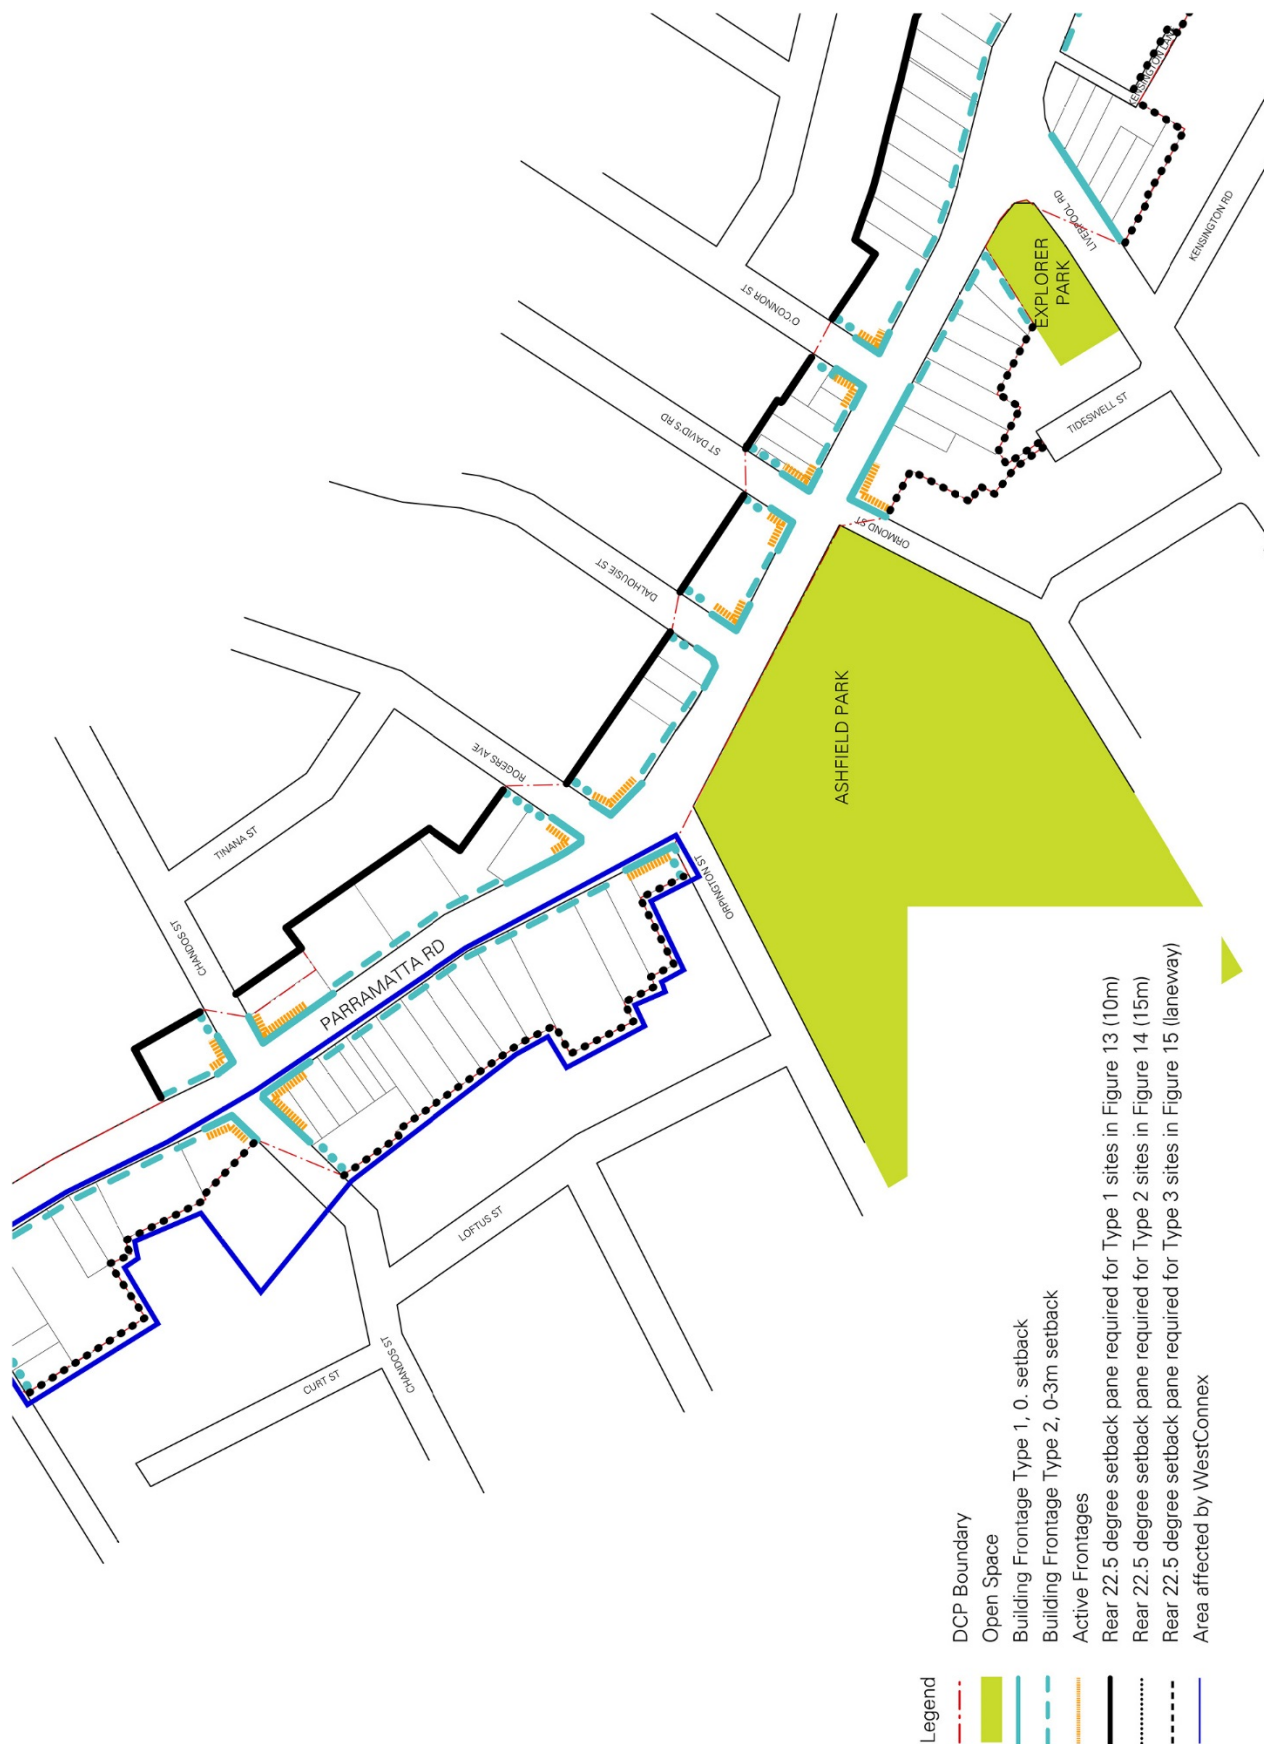 KENSINGTON LANE
KENSINGTON LANE
LIVERPOOL RD
KENSINGTON RD
EXPLORER
PARK
O'CONNOR ST
ST DAVID'S RD
TIDESWELL ST
ORMOND ST
DALHOUSIE ST
ASHFIELD PARK
ROGERS AVE
TINANA ST
ORPINGTON ST
CHANDOS ST
PARRAMATTA RD
LOFTUS ST
CURT ST
CHANDOS ST
Legend
DCP Boundary
Open Space
Building Frontage Type 1, 0. setback
Building Frontage Type 2, 0-3m setback
Active Frontages
Rear 22.5 degree setback pane required for Type 1 sites in Figure 13 (10m)
Rear 22.5 degree setback pane required for Type 2 sites in Figure 14 (15m)
Rear 22.5 degree setback pane required for Type 3 sites in Figure 15 (laneway)
Area affected by WestConnex